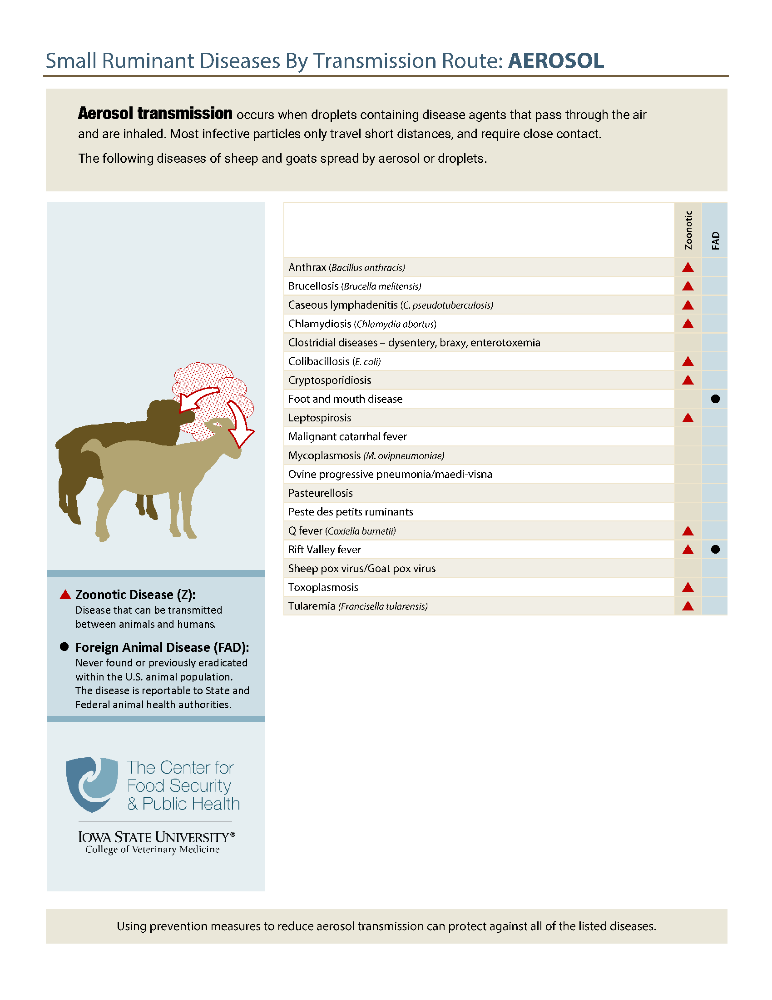 Small Ruminant Diseases By Transmission Route: AEROSOL
Aerosol transmission occurs when droplets containing disease agents that pass through the air
and are inhaled. Most infective particles only travel short distances, and require close contact.
The following diseases of sheep and goats spread by aerosol or droplets.
Zoonotic
FAD
Anthrax (Bacillus anthracis)
Brucellosis (Brucella melitensis)
Caseous lymphadenitis (C. pseudotuberculosis)
Chlamydiosis (Chlamydia abortus)
Clostridial diseases – dysentery, braxy, enterotoxemia
Colibacillosis (E. coli)
Cryptosporidiosis
Foot and mouth disease
Leptospirosis
Malignant catarrhal fever
Mycoplasmosis (M. ovipneumoniae)
Ovine progressive pneumonia/maedi-visna
Pasteurellosis
Peste des petits ruminants
Q fever (Coxiella burnetii)
Rift Valley fever
Sheep pox virus/Goat pox virus
Toxoplasmosis
Tularemia (Francisella tularensis)
Zoonotic Disease (Z):
Disease that can be transmitted
between animals and humans.
Foreign Animal Disease (FAD):
Never found or previously eradicated
within the U.S. animal population.
The disease is reportable to State and
Federal animal health authorities.
The Center for
Food Security
& Public Health
IOWA STATE UNIVERSITY®
College of Veterinary Medicine
Using prevention measures to reduce aerosol transmission can protect against all of the listed diseases.